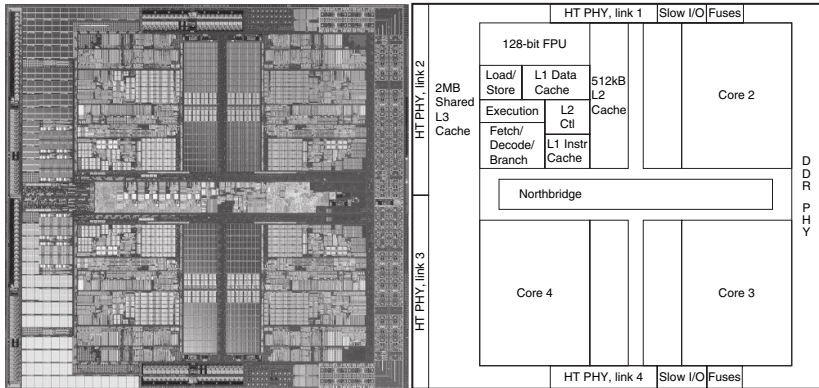 HT PHY, link 1
Slow I/O
Fuses
HT PHY, link 2
2MB
Shared
L3
Cache
128-bit FPU
Load/
Store
L1 Data
Cache
Execution
L2
Ctl
Fetch/
Decode/
Branch
L1 Instr
Cache
512kB
L2
Cache
Core 2
Northbridge
DDR PHY
HT PHY, link 3
Core 4
Core 3
HT PHY, link 4
Slow I/O
Fuses